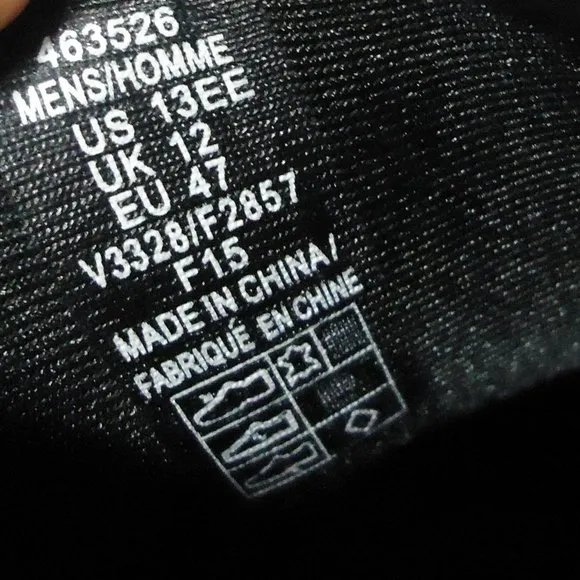 463526
MENS/HOMME
US 13EE
UK 12
EU 47
V3328/F2857
F15
MADE IN CHINA/
FABRIQUÉ EN CHINE